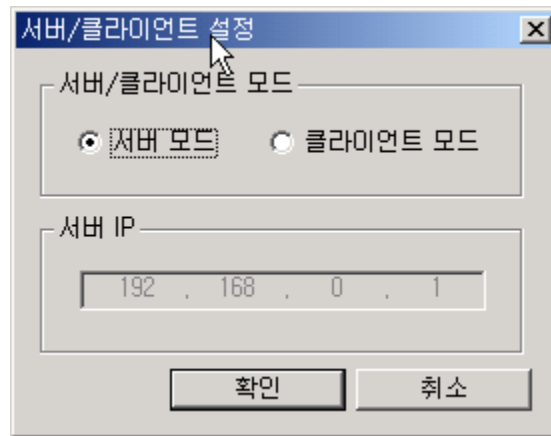 서버/클라이언트 설정
서버/클라이언트 모드
서버 모드 클라이언트 모드
서버 IP
192 . 168 . 0 . 1
확인 취소